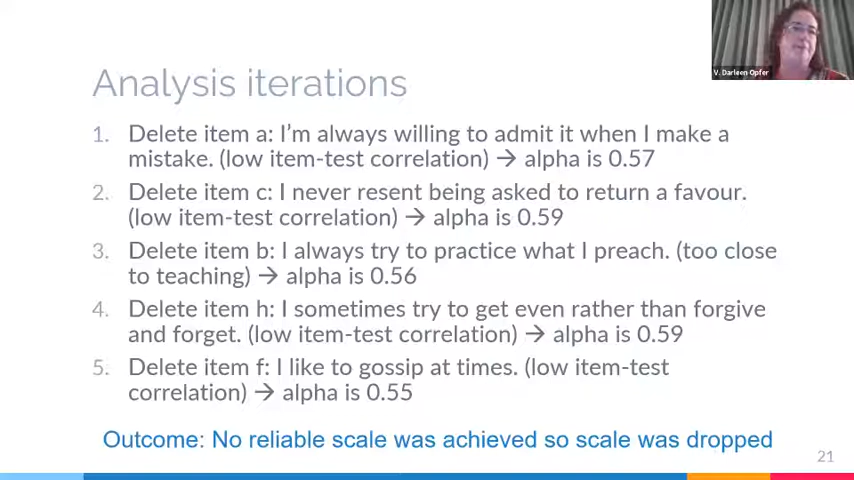 V. Darleen Opfer
Analysis iterations
1. Delete item a: I'm always willing to admit it when I make a
mistake. (low item-test correlation) → alpha is 0.57
2. Delete item c: I never resent being asked to return a favour.
(low item-test correlation) → alpha is 0.59
3. Delete item b: I always try to practice what I preach. (too close
to teaching) → alpha is 0.56
4. Delete item h: I sometimes try to get even rather than forgive
and forget. (low item-test correlation) → alpha is 0.59
5. Delete item f: I like to gossip at times. (low item-test
correlation) → alpha is 0.55
Outcome: No reliable scale was achieved so scale was dropped
21